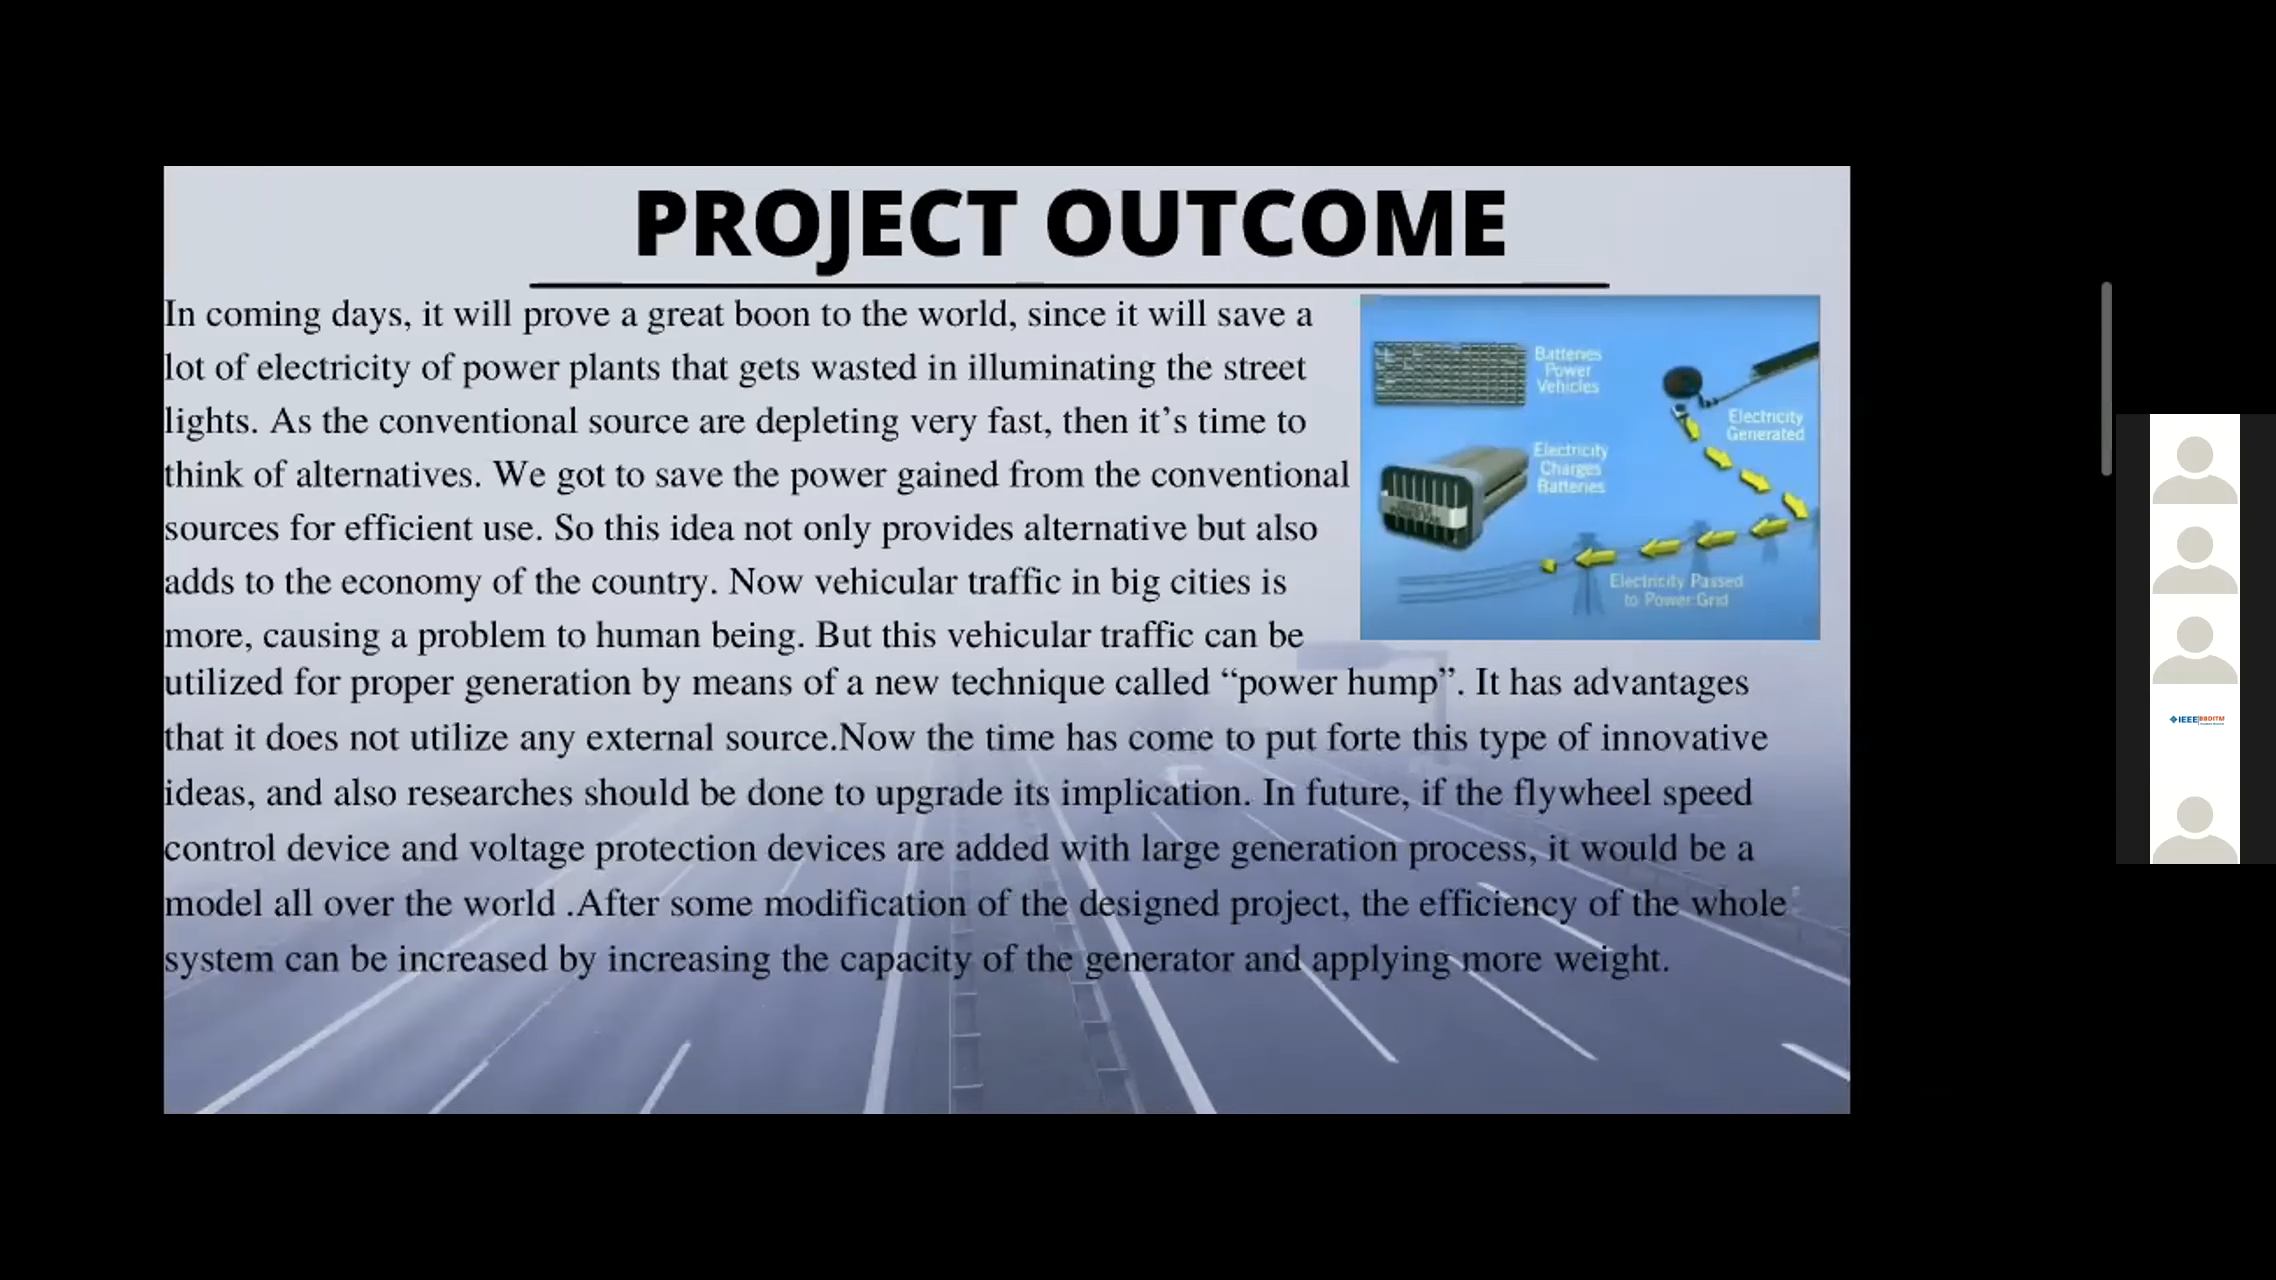 PROJECT OUTCOME
In coming days, it will prove a great boon to the world, since it will save a
lot of electricity of power plants that gets wasted in illuminating the street
lights. As the conventional source are depleting very fast, then it’s time to
think of alternatives. We got to save the power gained from the conventional
sources for efficient use. So this idea not only provides alternative but also
adds to the economy of the country. Now vehicular traffic in big cities is
more, causing a problem to human being. But this vehicular traffic can be
utilized for proper generation by means of a new technique called “power hump”. It has advantages
that it does not utilize any external source.Now the time has come to put forte this type of innovative
ideas, and also researches should be done to upgrade its implication. In future, if the flywheel speed
control device and voltage protection devices are added with large generation process, it would be a
model all over the world .After some modification of the designed project, the efficiency of the whole
system can be increased by increasing the capacity of the generator and applying more weight.
Batteries
Power
Vehicles
Electricity
Generated
Electricity
Charges
Batteries
Electricity Passed
to Power Grid
IEEE BBDITM